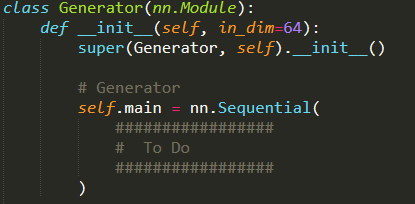 class Generator(nn.Module):
    def __init__(self, in_dim=64):
        super(Generator, self).__init__()
        # Generator
        self.main = nn.Sequential(
            #################
            #  To Do
            #################
        )